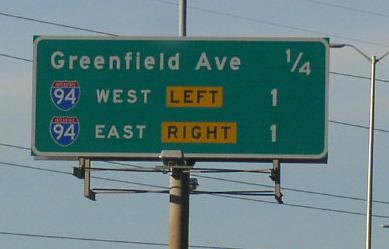 Greenfield Ave 1/4
94 WEST LEFT 1
94 EAST RIGHT 1